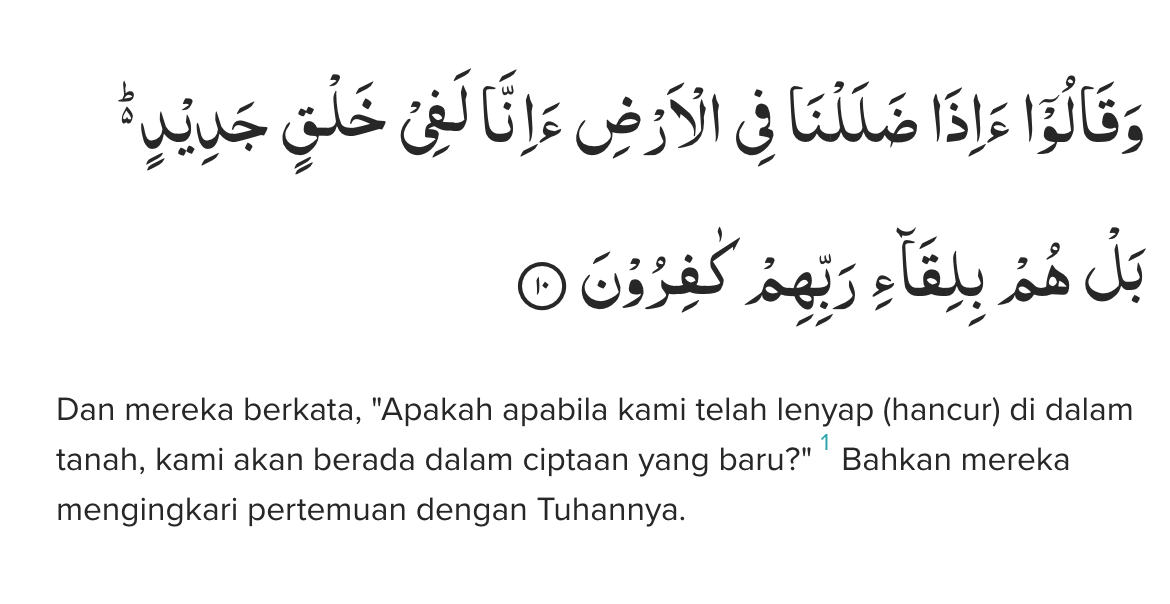 وَقَالُوْٓا ءَاِذَا ضَلَلْنَا فِى الْاَرْضِ ءَاِنَّا لَفِيْ خَلْقٍ جَدِيْدٍ ەۗ
بَلْ هُمْ بِلِقَاۤءِ رَبِّهِمْ كٰفِرُوْنَ ١٠
Dan mereka berkata, "Apakah apabila kami telah lenyap (hancur) di dalam
tanah, kami akan berada dalam ciptaan yang baru?" 1 Bahkan mereka
mengingkari pertemuan dengan Tuhannya.